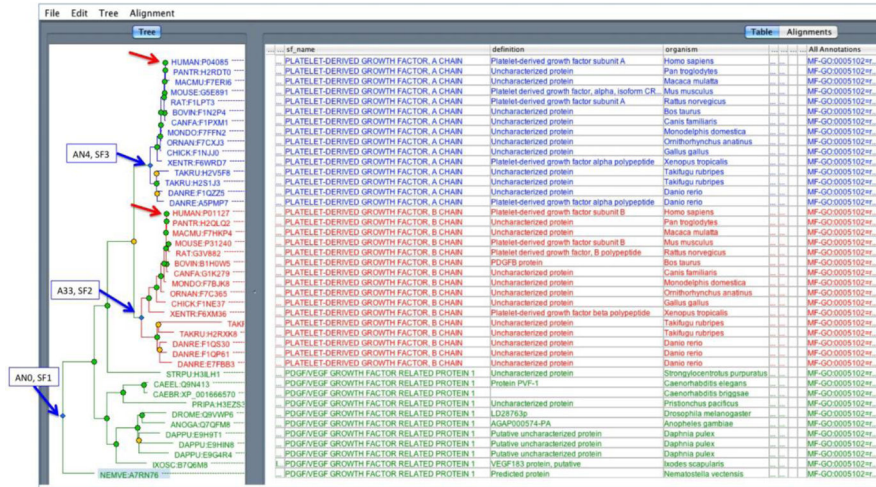 File Edit Tree Alignment
Tree
Table Alignments
sf_name definition organism All Annotations
HUMAN:P04085 PLATELET-DERIVED GROWTH FACTOR, A CHAIN Platelet-derived growth factor subunit A Homo sapiens MF-GO:0005102=r...
PANTR:H2RDT0 PLATELET-DERIVED GROWTH FACTOR, A CHAIN Uncharacterized protein Pan troglodytes MF-GO:0005102=r...
MACMU:F7ERI6 PLATELET-DERIVED GROWTH FACTOR, A CHAIN Uncharacterized protein Macaca mulatta MF-GO:0005102=r...
MOUSE:G5E891 PLATELET-DERIVED GROWTH FACTOR, A CHAIN Platelet derived growth factor, alpha, isoform CR... Mus musculus MF-GO:0005102=r...
RAT:F1LPT3 PLATELET-DERIVED GROWTH FACTOR, A CHAIN Platelet-derived growth factor subunit A Rattus norvegicus MF-GO:0005102=r...
BOVIN:F1N2P4 PLATELET-DERIVED GROWTH FACTOR, A CHAIN Uncharacterized protein Bos taurus MF-GO:0005102=r...
CANFA:F1PXM1 PLATELET-DERIVED GROWTH FACTOR, A CHAIN Uncharacterized protein Canis familiaris MF-GO:0005102=r...
MONDO:F7FFN2 PLATELET-DERIVED GROWTH FACTOR, A CHAIN Uncharacterized protein Monodelphis domestica MF-GO:0005102=r...
ORNAN:F7CXJ3 PLATELET-DERIVED GROWTH FACTOR, A CHAIN Uncharacterized protein Ornithorhynchus anatinus MF-GO:0005102=r...
CHICK:F1NJJ0 PLATELET-DERIVED GROWTH FACTOR, A CHAIN Uncharacterized protein Gallus gallus MF-GO:0005102=r...
AN4, SF3
XENTR:F6WRD7 PLATELET-DERIVED GROWTH FACTOR, A CHAIN Platelet-derived growth factor alpha polypeptide Xenopus tropicalis MF-GO:0005102=r...
TAKRU:H2V5F8 PLATELET-DERIVED GROWTH FACTOR, A CHAIN Uncharacterized protein Takifugu rubripes MF-GO:0005102=r...
TAKRU:H2S1J3 PLATELET-DERIVED GROWTH FACTOR, A CHAIN Uncharacterized protein Takifugu rubripes MF-GO:0005102=r...
DANRE:F1QZZ5 PLATELET-DERIVED GROWTH FACTOR, A CHAIN Uncharacterized protein Danio rerio MF-GO:0005102=r...
DANRE:A5PMP7 PLATELET-DERIVED GROWTH FACTOR, A CHAIN Platelet-derived growth factor alpha polypeptide Danio rerio MF-GO:0005102=r...
HUMAN:P01127 PLATELET-DERIVED GROWTH FACTOR, B CHAIN Platelet-derived growth factor subunit B Homo sapiens MF-GO:0005102=r...
PANTR:H2QLQ2 PLATELET-DERIVED GROWTH FACTOR, B CHAIN Uncharacterized protein Pan troglodytes MF-GO:0005102=r...
MACMU:F7HKP4 PLATELET-DERIVED GROWTH FACTOR, B CHAIN Uncharacterized protein Macaca mulatta MF-GO:0005102=r...
MOUSE:P31240 PLATELET-DERIVED GROWTH FACTOR, B CHAIN Platelet-derived growth factor subunit B Mus musculus MF-GO:0005102=r...
RAT:G3V882 PLATELET-DERIVED GROWTH FACTOR, B CHAIN Platelet derived growth factor, B polypeptide Rattus norvegicus MF-GO:0005102=r...
BOVIN:B1H0W5 PLATELET-DERIVED GROWTH FACTOR, B CHAIN PDGFB protein Bos taurus MF-GO:0005102=r...
CANFA:G1K279 PLATELET-DERIVED GROWTH FACTOR, B CHAIN Uncharacterized protein Canis familiaris MF-GO:0005102=r...
MONDO:F7BJK8 PLATELET-DERIVED GROWTH FACTOR, B CHAIN Uncharacterized protein Monodelphis domestica MF-GO:0005102=r...
A33, SF2
ORNAN:F7C365 PLATELET-DERIVED GROWTH FACTOR, B CHAIN Uncharacterized protein Ornithorhynchus anatinus MF-GO:0005102=r...
CHICK:F1NE37 PLATELET-DERIVED GROWTH FACTOR, B CHAIN Uncharacterized protein Gallus gallus MF-GO:0005102=r...
XENTR:F6XM36 PLATELET-DERIVED GROWTH FACTOR, B CHAIN Platelet-derived growth factor beta polypeptide Xenopus tropicalis MF-GO:0005102=r...
PLATELET-DERIVED GROWTH FACTOR, B CHAIN Uncharacterized protein Takifugu rubripes MF-GO:0005102=r...
TAKRU:H2RXK8 PLATELET-DERIVED GROWTH FACTOR, B CHAIN Uncharacterized protein Takifugu rubripes MF-GO:0005102=r...
DANRE:F1QS30 PLATELET-DERIVED GROWTH FACTOR, B CHAIN Uncharacterized protein Danio rerio MF-GO:0005102=r...
DANRE:F1QP61 PLATELET-DERIVED GROWTH FACTOR, B CHAIN Uncharacterized protein Danio rerio MF-GO:0005102=r...
DANRE:E7FBB3 PLATELET-DERIVED GROWTH FACTOR, B CHAIN Uncharacterized protein Danio rerio MF-GO:0005102=r...
STRPU:H3ILH1 PDGF/VEGF GROWTH FACTOR RELATED PROTEIN 1 Uncharacterized protein Strongylocentrotus purpuratus MF-GO:0005102=r...
AN0, SF1
CAEEL:Q9N413 PDGF/VEGF GROWTH FACTOR RELATED PROTEIN 1 Protein PVF-1 Caenorhabditis elegans MF-GO:0005102=r...
CAEBR:XP_001666570 PDGF/VEGF GROWTH FACTOR RELATED PROTEIN 1 Caenorhabditis briggsae MF-GO:0005102=r...
PRIPA:H3EZS3 PDGF/VEGF GROWTH FACTOR RELATED PROTEIN 1 Uncharacterized protein Pristionchus pacificus MF-GO:0005102=r...
DROME:Q9VWP6 PDGF/VEGF GROWTH FACTOR RELATED PROTEIN 1 LD28763p Drosophila melanogaster MF-GO:0005102=r...
ANOGA:Q7QFM8 PDGF/VEGF GROWTH FACTOR RELATED PROTEIN 1 AGAP000574-PA Anopheles gambiae MF-GO:0005102=r...
DAPPU:E9H9T1 PDGF/VEGF GROWTH FACTOR RELATED PROTEIN 1 Putative uncharacterized protein Daphnia pulex MF-GO:0005102=r...
DAPPU:E9HIN8 PDGF/VEGF GROWTH FACTOR RELATED PROTEIN 1 Putative uncharacterized protein Daphnia pulex MF-GO:0005102=r...
DAPPU:E9G4R4 PDGF/VEGF GROWTH FACTOR RELATED PROTEIN 1 Putative uncharacterized protein Daphnia pulex MF-GO:0005102=r...
IXOSC:B7Q6M8 PDGF/VEGF GROWTH FACTOR RELATED PROTEIN 1 VEGF183 protein, putative Ixodes scapularis MF-GO:0005102=r...
NEMVE:A7RN76 PDGF/VEGF GROWTH FACTOR RELATED PROTEIN 1 Predicted protein Nematostella vectensis MF-GO:0005102=r...